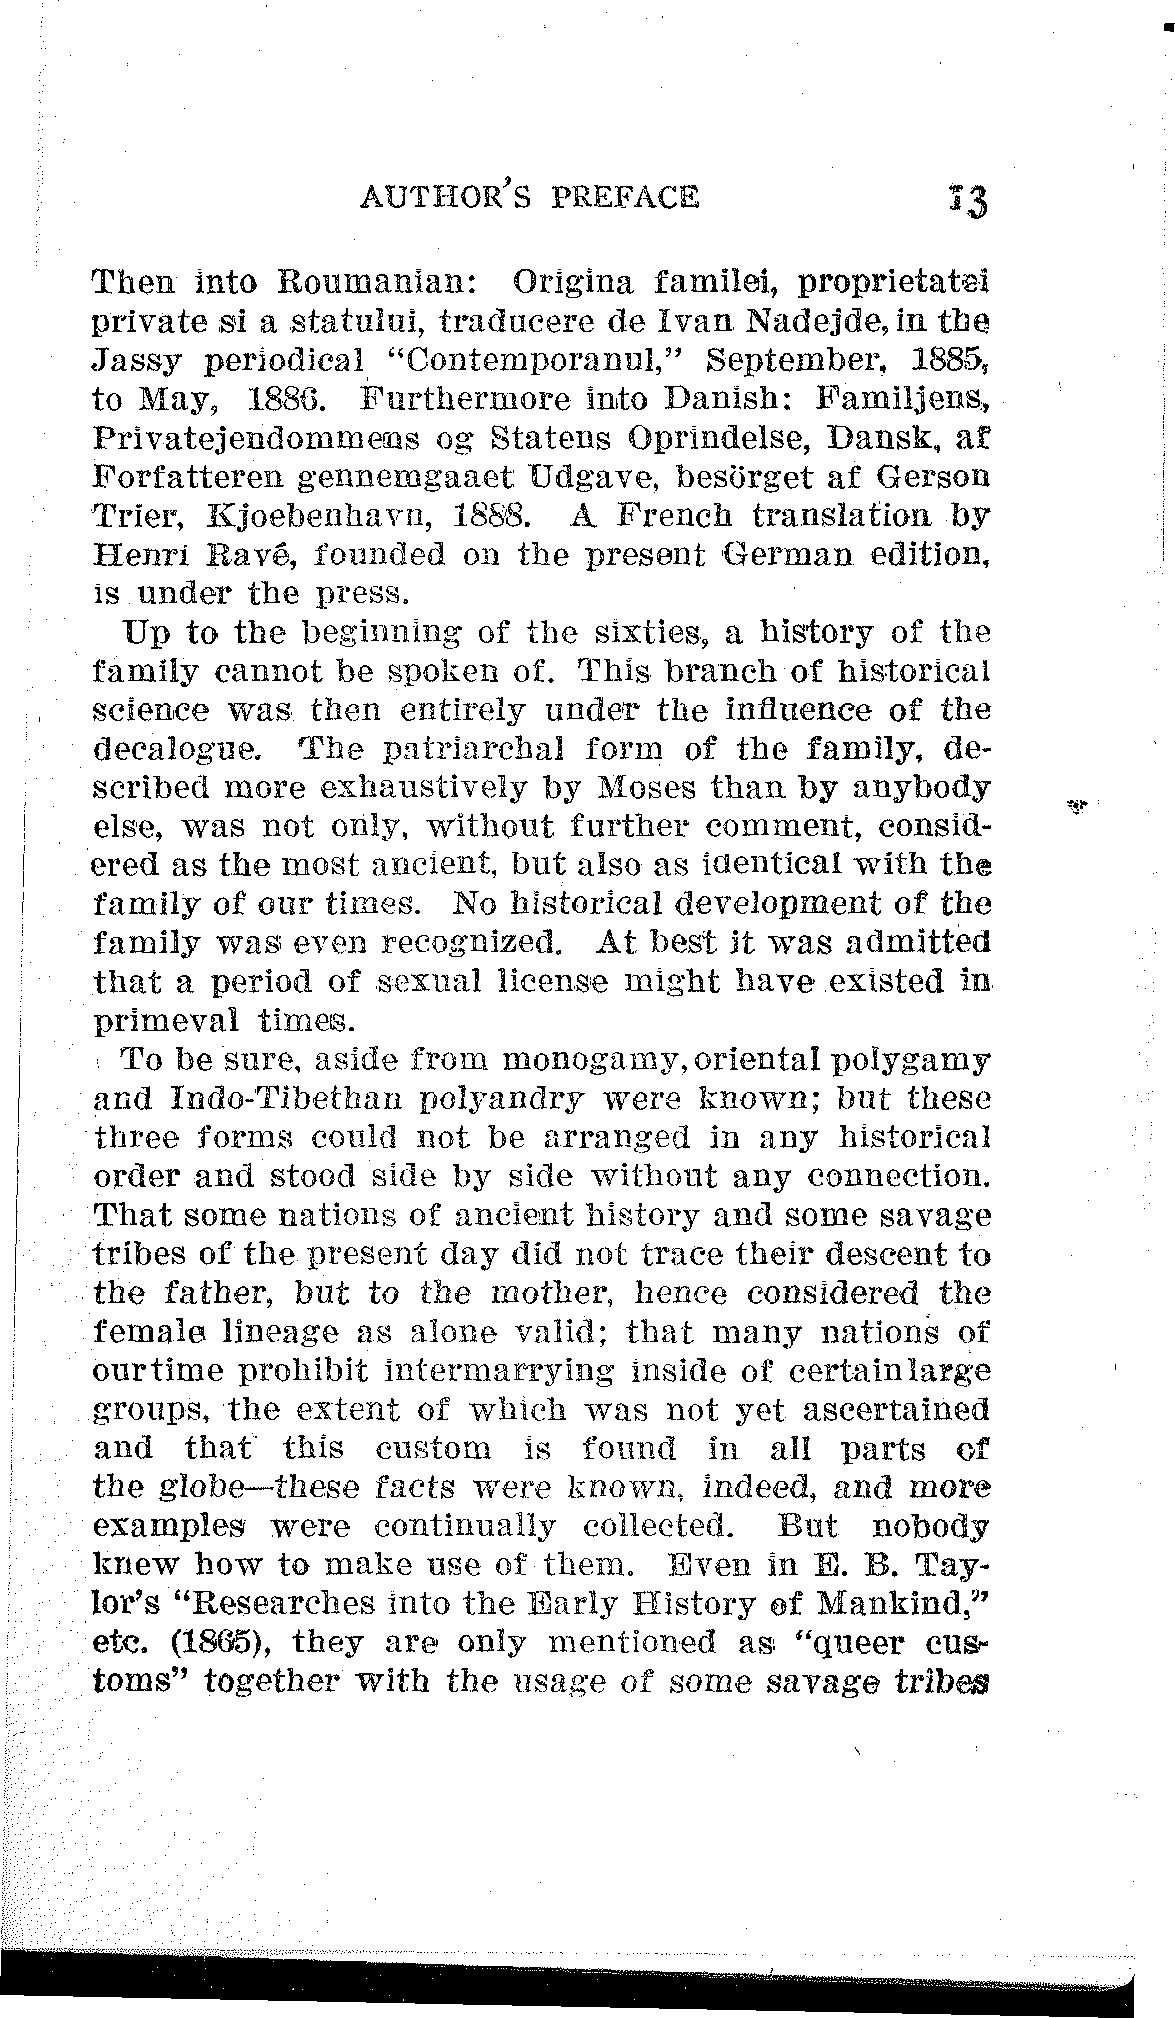 AUTHOR'S PREFACE 13
Then into Roumanian: Origina familei, proprietatei
private si a statului, traducere de Ivan Nadejde, in the
Jassy periodical “Contemporanul,” September, 1885,
to May, 1886. Furthermore into Danish: Familjens,
Privatejendommens og Statens Oprindelse, Dansk, af
Forfatteren gennemgaaet Udgave, besörget af Gerson
Trier, Kjoebenhavn, 1888. A French translation by
Henri Ravé, founded on the present German edition,
is under the press.
Up to the beginning of the sixties, a history of the
family cannot be spoken of. This branch of historical
science was then entirely under the influence of the
decalogue. The patriarchal form of the family, de-
scribed more exhaustively by Moses than by anybody
else, was not only, without further comment, consid-
ered as the most ancient, but also as identical with the
family of our times. No historical development of the
family was even recognized. At best it was admitted
that a period of sexual license might have existed in
primeval times.
To be sure, aside from monogamy, oriental polygamy
and Indo-Tibethan polyandry were known; but these
three forms could not be arranged in any historical
order and stood side by side without any connection.
That some nations of ancient history and some savage
tribes of the present day did not trace their descent to
the father, but to the mother, hence considered the
female lineage as alone valid; that many nations of
our time prohibit intermarrying inside of certain large
groups, the extent of which was not yet ascertained
and that this custom is found in all parts of
the globe—these facts were known, indeed, and more
examples were continually collected. But nobody
knew how to make use of them. Even in E. B. Tay-
lor's “Researches into the Early History of Mankind,”
etc. (1865), they are only mentioned as “queer cus-
toms” together with the usage of some savage tribes